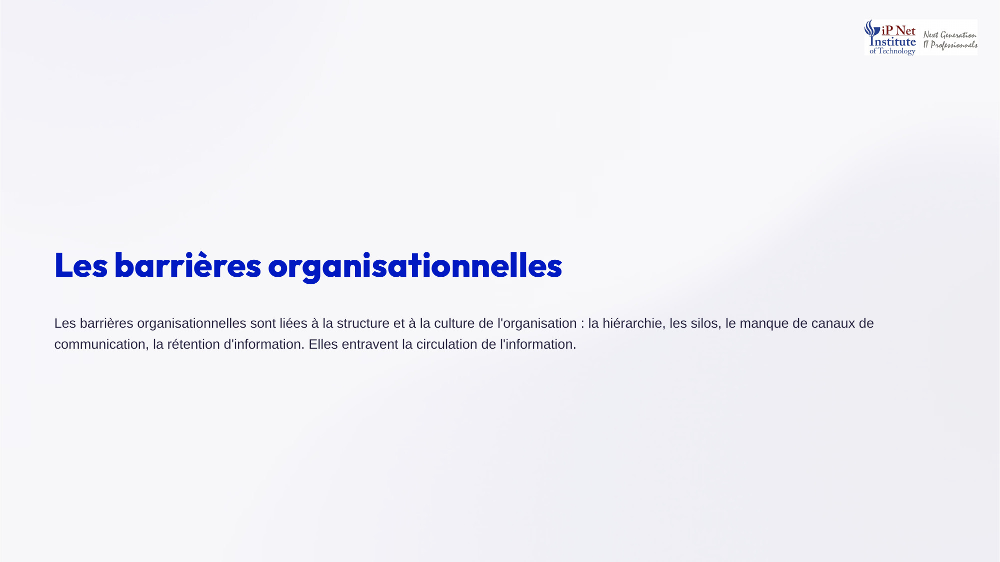 iP Net
Institute
of Technology
Next Generation
IT Professionnels
Les barrières organisationnelles
Les barrières organisationnelles sont liées à la structure et à la culture de l'organisation : la hiérarchie, les silos, le manque de canaux de
communication, la rétention d'information. Elles entravent la circulation de l'information.